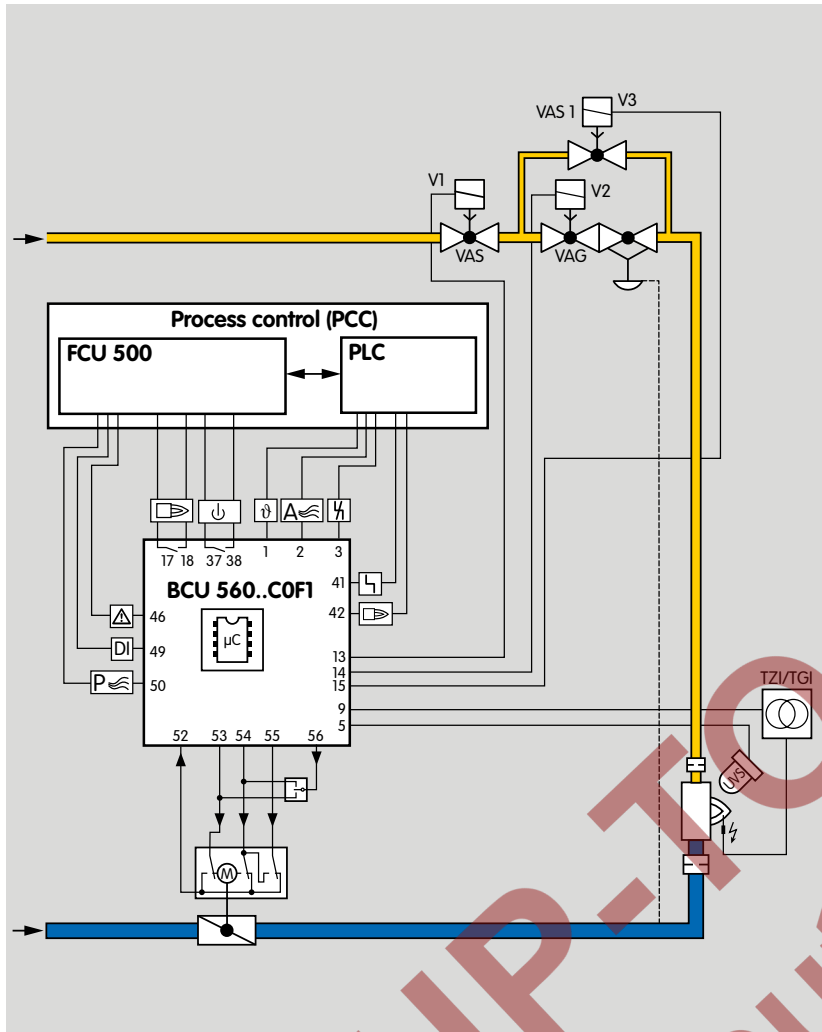 V3
VAS 1
V1
V2
VAS
VAG
Process control (PCC)
FCU 500
PLC
ϑ
A
17 18
37 38
1
2
3
BCU 560..C0F1
41
42
µC
46
DI
49
P
50
13
14
15
9
5
TZI/TGI
52
53
54
55
56
UVS
M